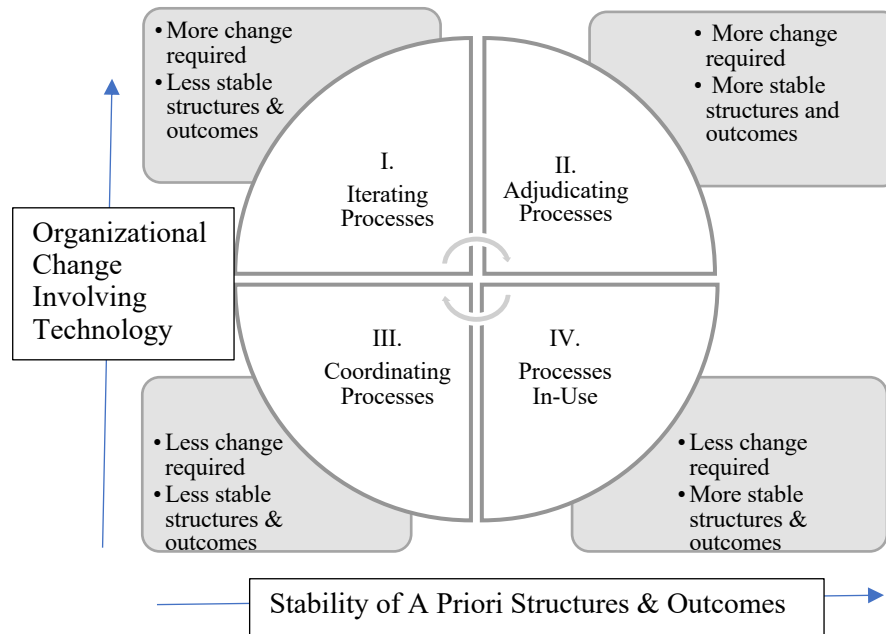 • More change
required
• Less stable
structures &
outcomes
• More change
required
• More stable
structures and
outcomes
I.
Iterating
Processes
II.
Adjudicating
Processes
Organizational
Change
Involving
Technology
III.
Coordinating
Processes
IV.
Processes
In-Use
• Less change
required
• Less stable
structures &
outcomes
• Less change
required
• More stable
structures &
outcomes
Stability of A Priori Structures & Outcomes